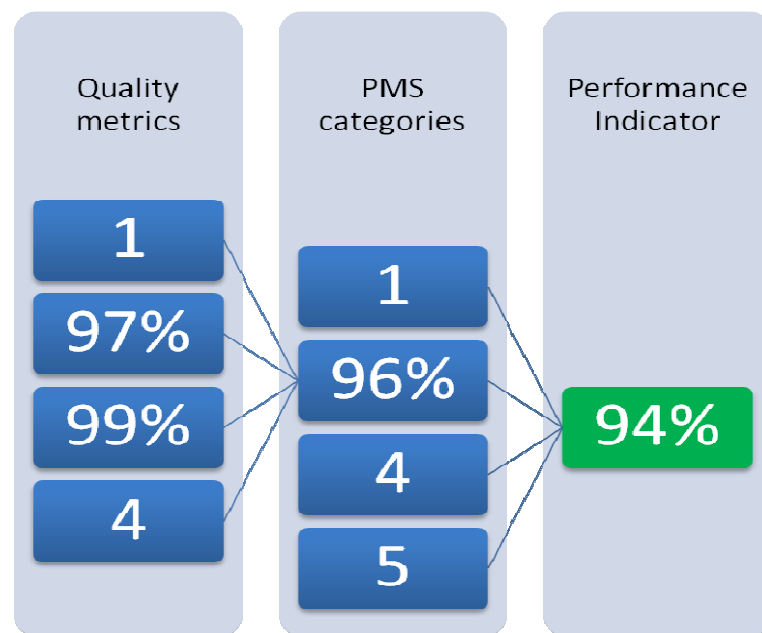 Quality
metrics
1
97%
99%
4
PMS
categories
1
96%
4
5
Performance
Indicator
94%